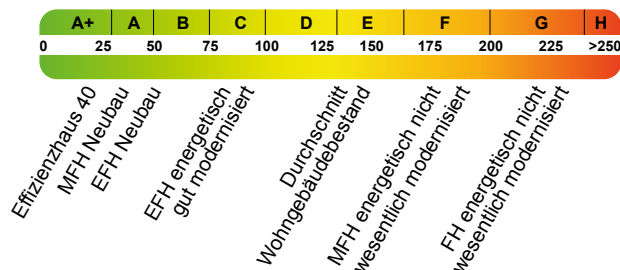 A+ A B C D E F G H
0 25 50 75 100 125 150 175 200 225 >250
Effizienzhaus 40
MFH Neubau
EFH Neubau
EFH energetisch
gut modernisiert
Durchschnitt
Wohngebäudebestand
MFH energetisch nicht
wesentlich modernisiert
FH energetisch nicht
wesentlich modernisiert